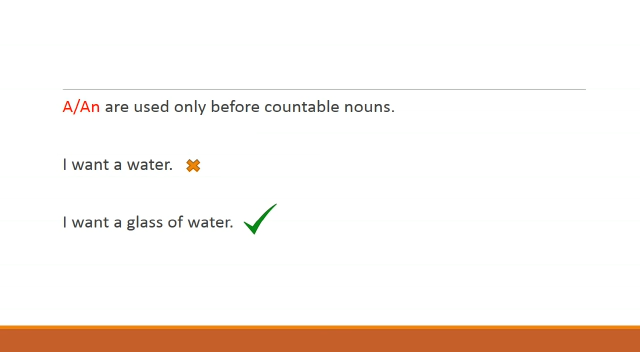 A/An are used only before countable nouns.
I want a water.
I want a glass of water.